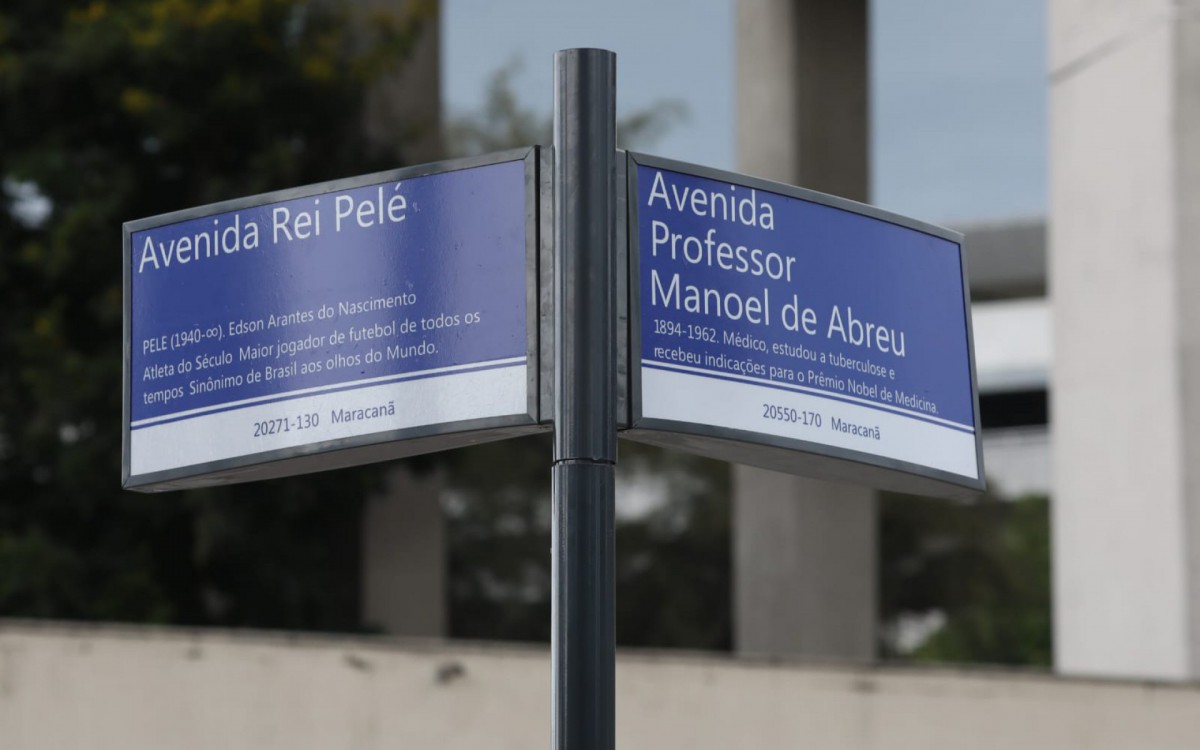 Avenida Rei Pelé
PELE (1940-∞). Edson Arantes do Nascimento
Atleta do Século Maior jogador de futebol de todos os
tempos Sinônimo de Brasil aos olhos do Mundo.
20271-130 Maracanã
Avenida
Professor
Manoel de Abreu
1894-1962. Médico, estudou a tuberculose e
recebeu indicações para o Prêmio Nobel de Medicina.
20550-170 Maracanã